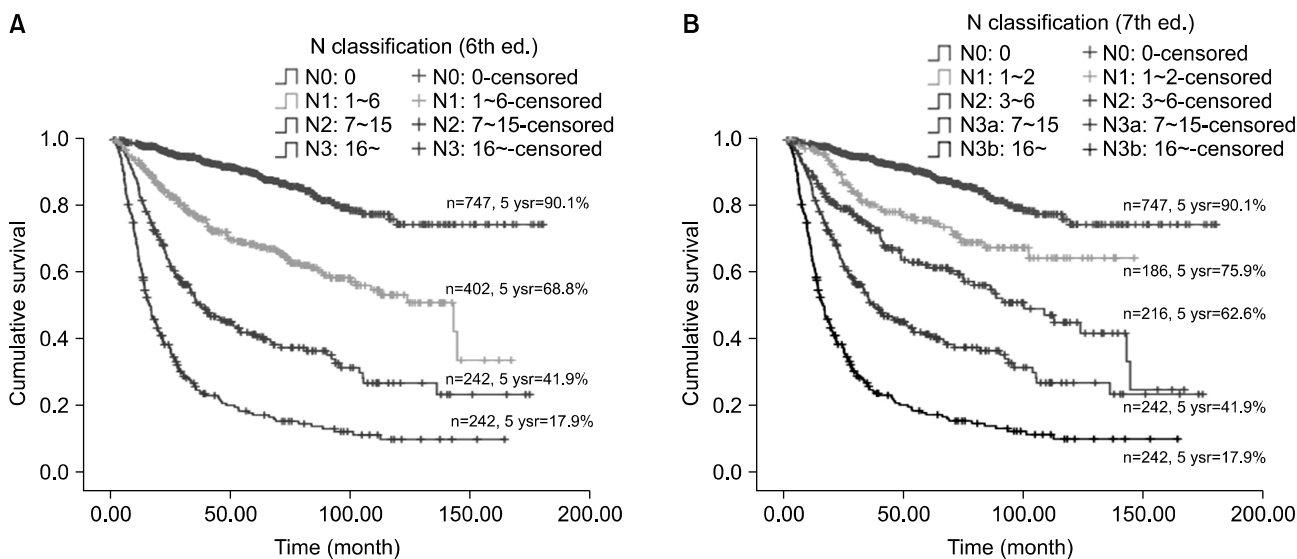 A
N classification (6th ed.)
N0: 0
N0: 0-censored
N1: 1~6
N1: 1~6-censored
N2: 7~15
N2: 7~15-censored
N3: 16~
N3: 16~-censored
1.0
0.8
0.6
0.4
0.2
0.0
Cumulative survival
n=747, 5 ysr=90.1%
n=402, 5 ysr=68.8%
n=242, 5 ysr=41.9%
n=242, 5 ysr=17.9%
0.00
50.00
100.00
150.00
200.00
Time (month)
B
N classification (7th ed.)
N0: 0
N0: 0-censored
N1: 1~2
N1: 1~2-censored
N2: 3~6
N2: 3~6-censored
N3a: 7~15
N3a: 7~15-censored
N3b: 16~
N3b: 16~-censored
1.0
0.8
0.6
0.4
0.2
0.0
Cumulative survival
n=747, 5 ysr=90.1%
n=186, 5 ysr=75.9%
n=216, 5 ysr=62.6%
n=242, 5 ysr=41.9%
n=242, 5 ysr=17.9%
0.00
50.00
100.00
150.00
200.00
Time (month)